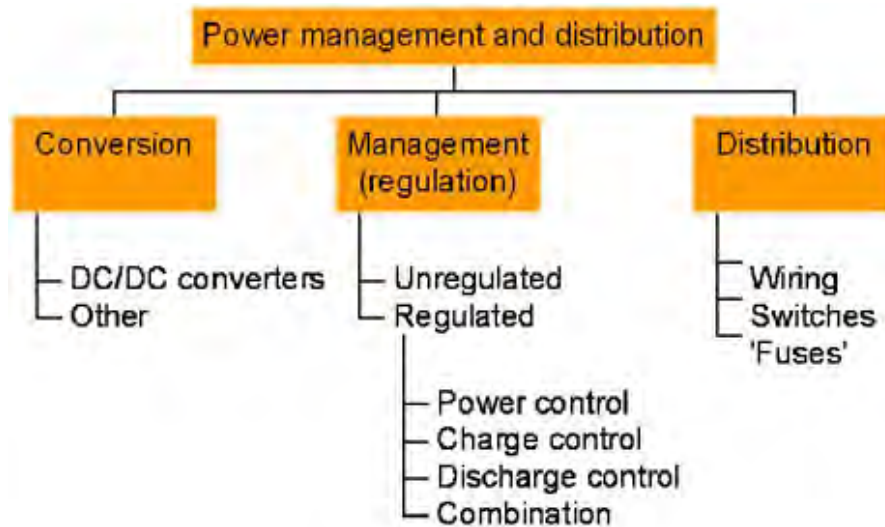 Power management and distribution
Conversion
DC/DC converters
Other
Management
(regulation)
Unregulated
Regulated
Power control
Charge control
Discharge control
Combination
Distribution
Wiring
Switches
'Fuses'